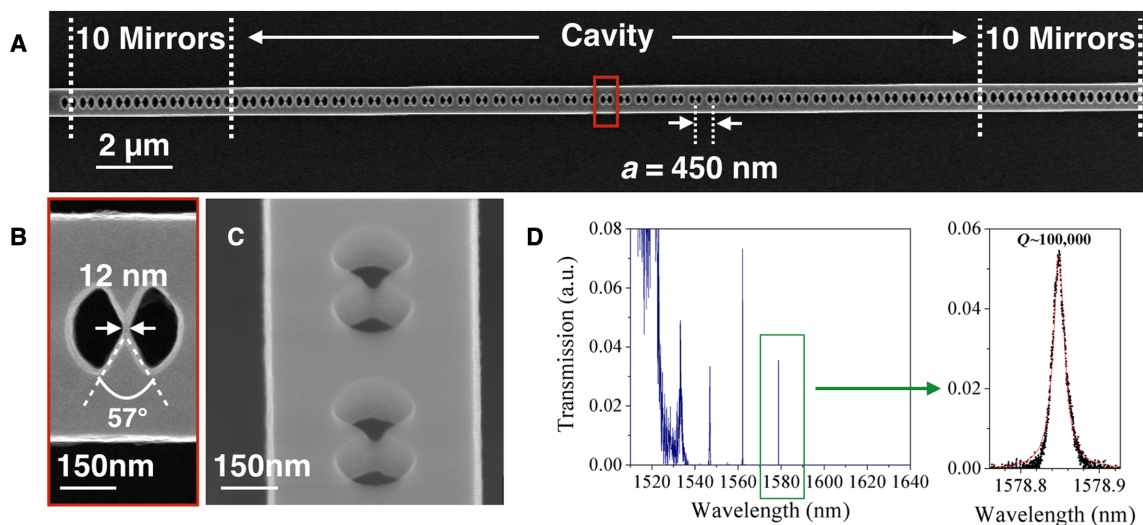 A
10 Mirrors
Cavity
10 Mirrors
2 μm
a = 450 nm
B
12 nm
57°
150nm
C
150nm
D
Transmission (a.u.)
0.08
0.06
0.04
0.02
0.00
1520 1540 1560 1580 1600 1620 1640
Wavelength (nm)
Q~100,000
0.06
0.04
0.02
0.00
1578.8 1578.9
Wavelength (nm)